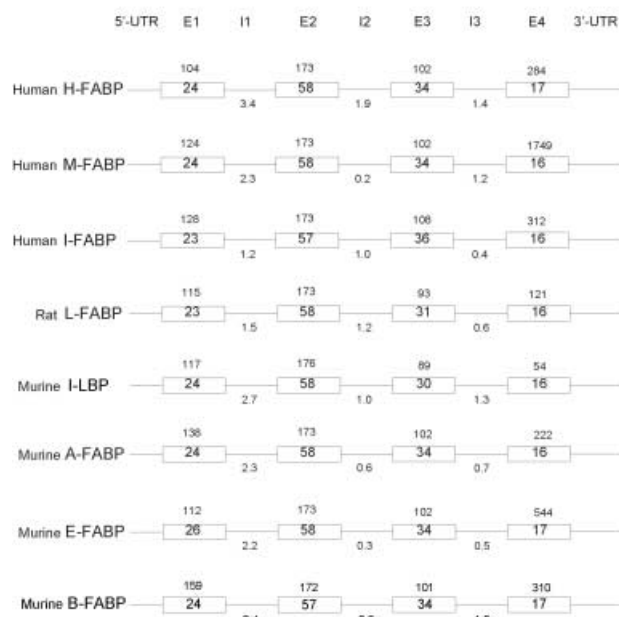 5'-UTR E1 I1 E2 I2 E3 I3 E4 3'-UTR
104 173 102 284
Human H-FABP 24 58 34 17
3.4 1.9 1.4
124 173 102 1749
Human M-FABP 24 58 34 16
2.3 0.2 1.2
128 173 108 312
Human I-FABP 23 57 36 16
1.2 1.0 0.4
115 173 93 121
Rat L-FABP 23 58 31 16
1.5 1.2 0.6
117 176 89 54
Murine I-LBP 24 58 30 16
2.7 1.0 1.3
138 173 102 222
Murine A-FABP 24 58 34 16
2.3 0.6 0.7
112 173 102 544
Murine E-FABP 26 58 34 17
2.2 0.3 0.5
159 172 101 310
Murine B-FABP 24 57 34 17